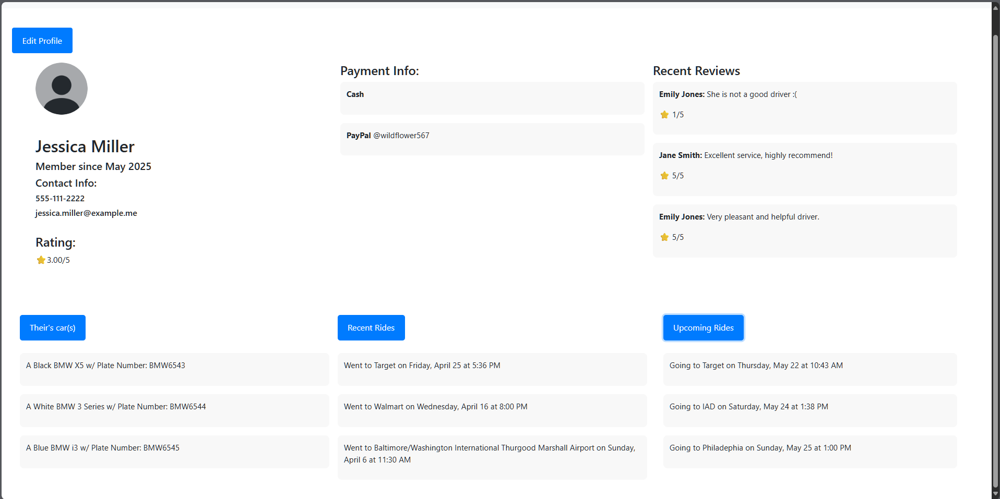 Edit Profile
Jessica Miller
Member since May 2025
Contact Info:
555-111-2222
jessica.miller@example.me
Rating:
⭐3.00/5
Payment Info:
Cash
PayPal @wildflower567
Recent Reviews
Emily Jones: She is not a good driver :(
⭐ 1/5
Jane Smith: Excellent service, highly recommend!
⭐ 5/5
Emily Jones: Very pleasant and helpful driver.
⭐ 5/5
Their's car(s)
A Black BMW X5 w/ Plate Number: BMW6543
A White BMW 3 Series w/ Plate Number: BMW6544
A Blue BMW i3 w/ Plate Number: BMW6545
Recent Rides
Went to Target on Friday, April 25 at 5:36 PM
Went to Walmart on Wednesday, April 16 at 8:00 PM
Went to Baltimore/Washington International Thurgood Marshall Airport on Sunday,
April 6 at 11:30 AM
Upcoming Rides
Going to Target on Thursday, May 22 at 10:43 AM
Going to IAD on Saturday, May 24 at 1:38 PM
Going to Philadephia on Sunday, May 25 at 1:00 PM